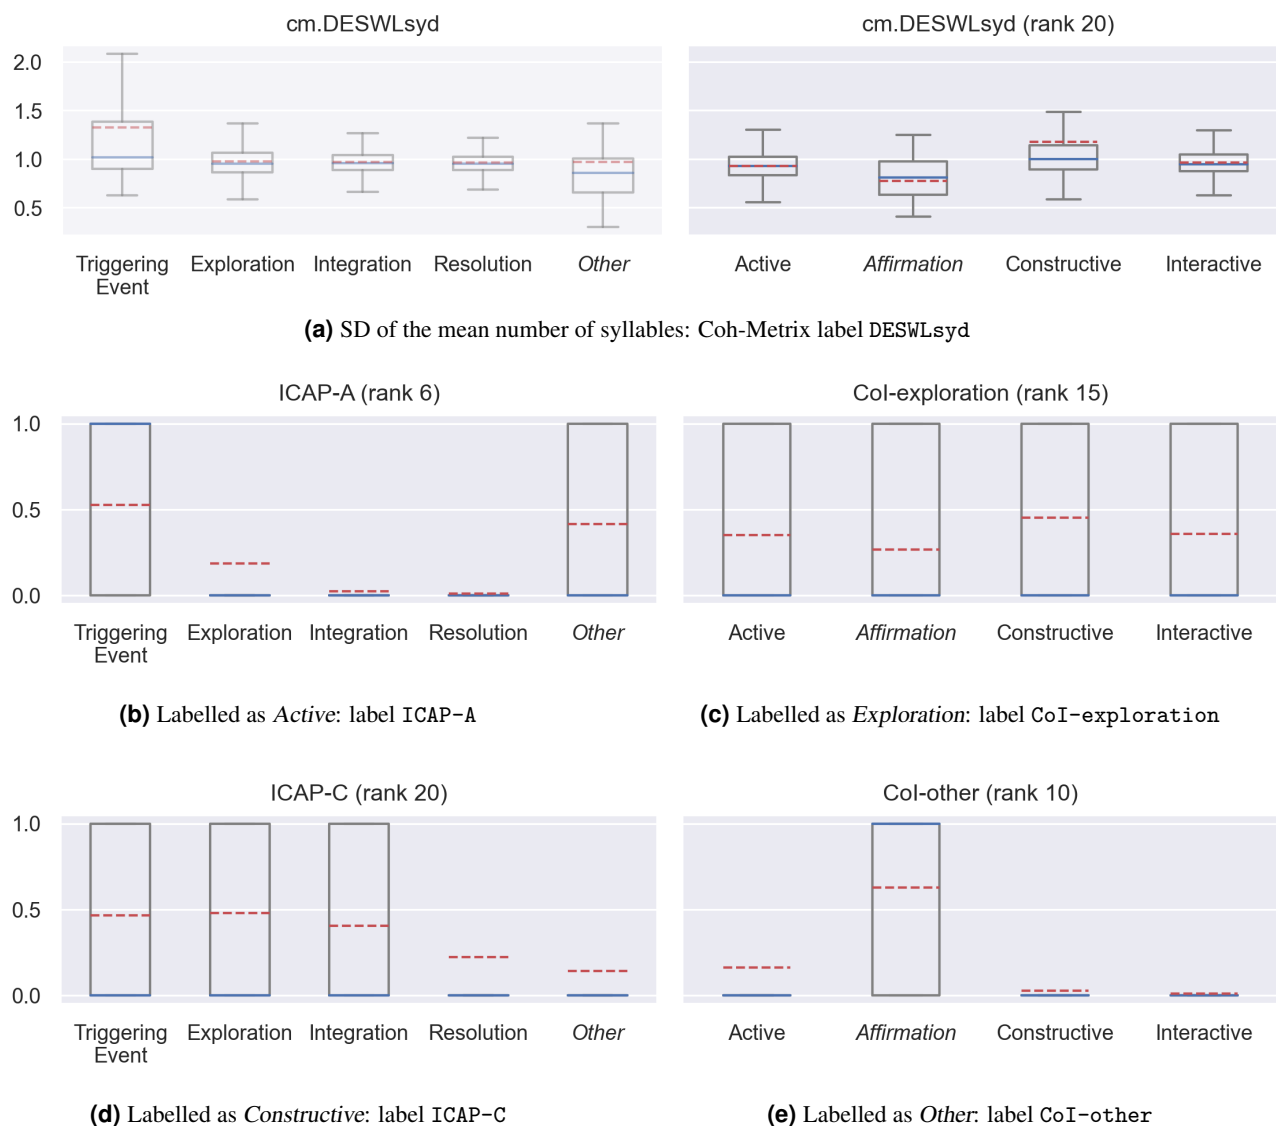 cm.DESWLsyd
cm.DESWLsyd (rank 20)
2.0
1.5
1.0
0.5
Triggering Event
Exploration
Integration
Resolution
Other
Active
Affirmation
Constructive
Interactive
(a) SD of the mean number of syllables: Coh-Metrix label DESWLsyd
ICAP-A (rank 6)
CoI-exploration (rank 15)
1.0
0.5
0.0
Triggering Event
Exploration
Integration
Resolution
Other
Active
Affirmation
Constructive
Interactive
(b) Labelled as Active: label ICAP-A
(c) Labelled as Exploration: label CoI-exploration
ICAP-C (rank 20)
CoI-other (rank 10)
1.0
0.5
0.0
Triggering Event
Exploration
Integration
Resolution
Other
Active
Affirmation
Constructive
Interactive
(d) Labelled as Constructive: label ICAP-C
(e) Labelled as Other: label CoI-other